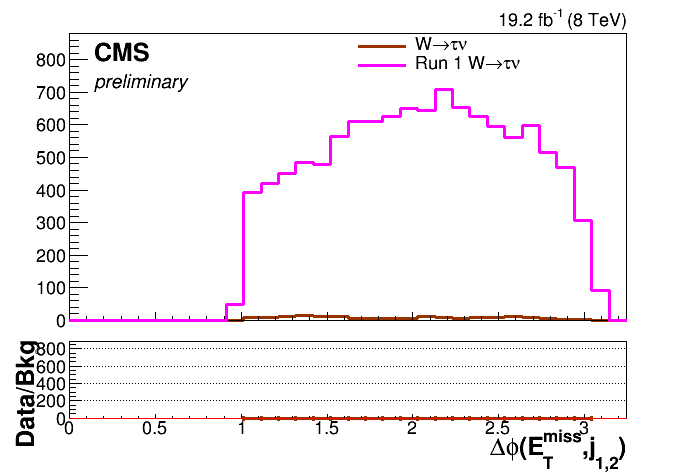 19.2 fb⁻¹ (8 TeV)
CMS
preliminary
W→τν
Run 1 W→τν
800
700
600
500
400
300
200
100
0
Data/Bkg
800
600
400
200
0
0 0.5 1 1.5 2 2.5 3
Δϕ(E_T^miss,j_1,2)